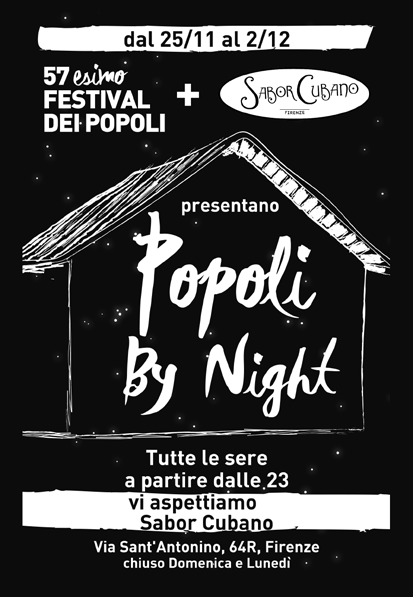 dal 25/11 al 2/12
57 esimo
FESTIVAL
DEI POPOLI
+
SABOR CUBANO
FIRENZE
presentano
Popoli
By Night
Tutte le sere
a partire dalle 23
vi aspettiamo
Sabor Cubano
Via Sant'Antonino, 64R, Firenze
chiuso Domenica e Lunedì